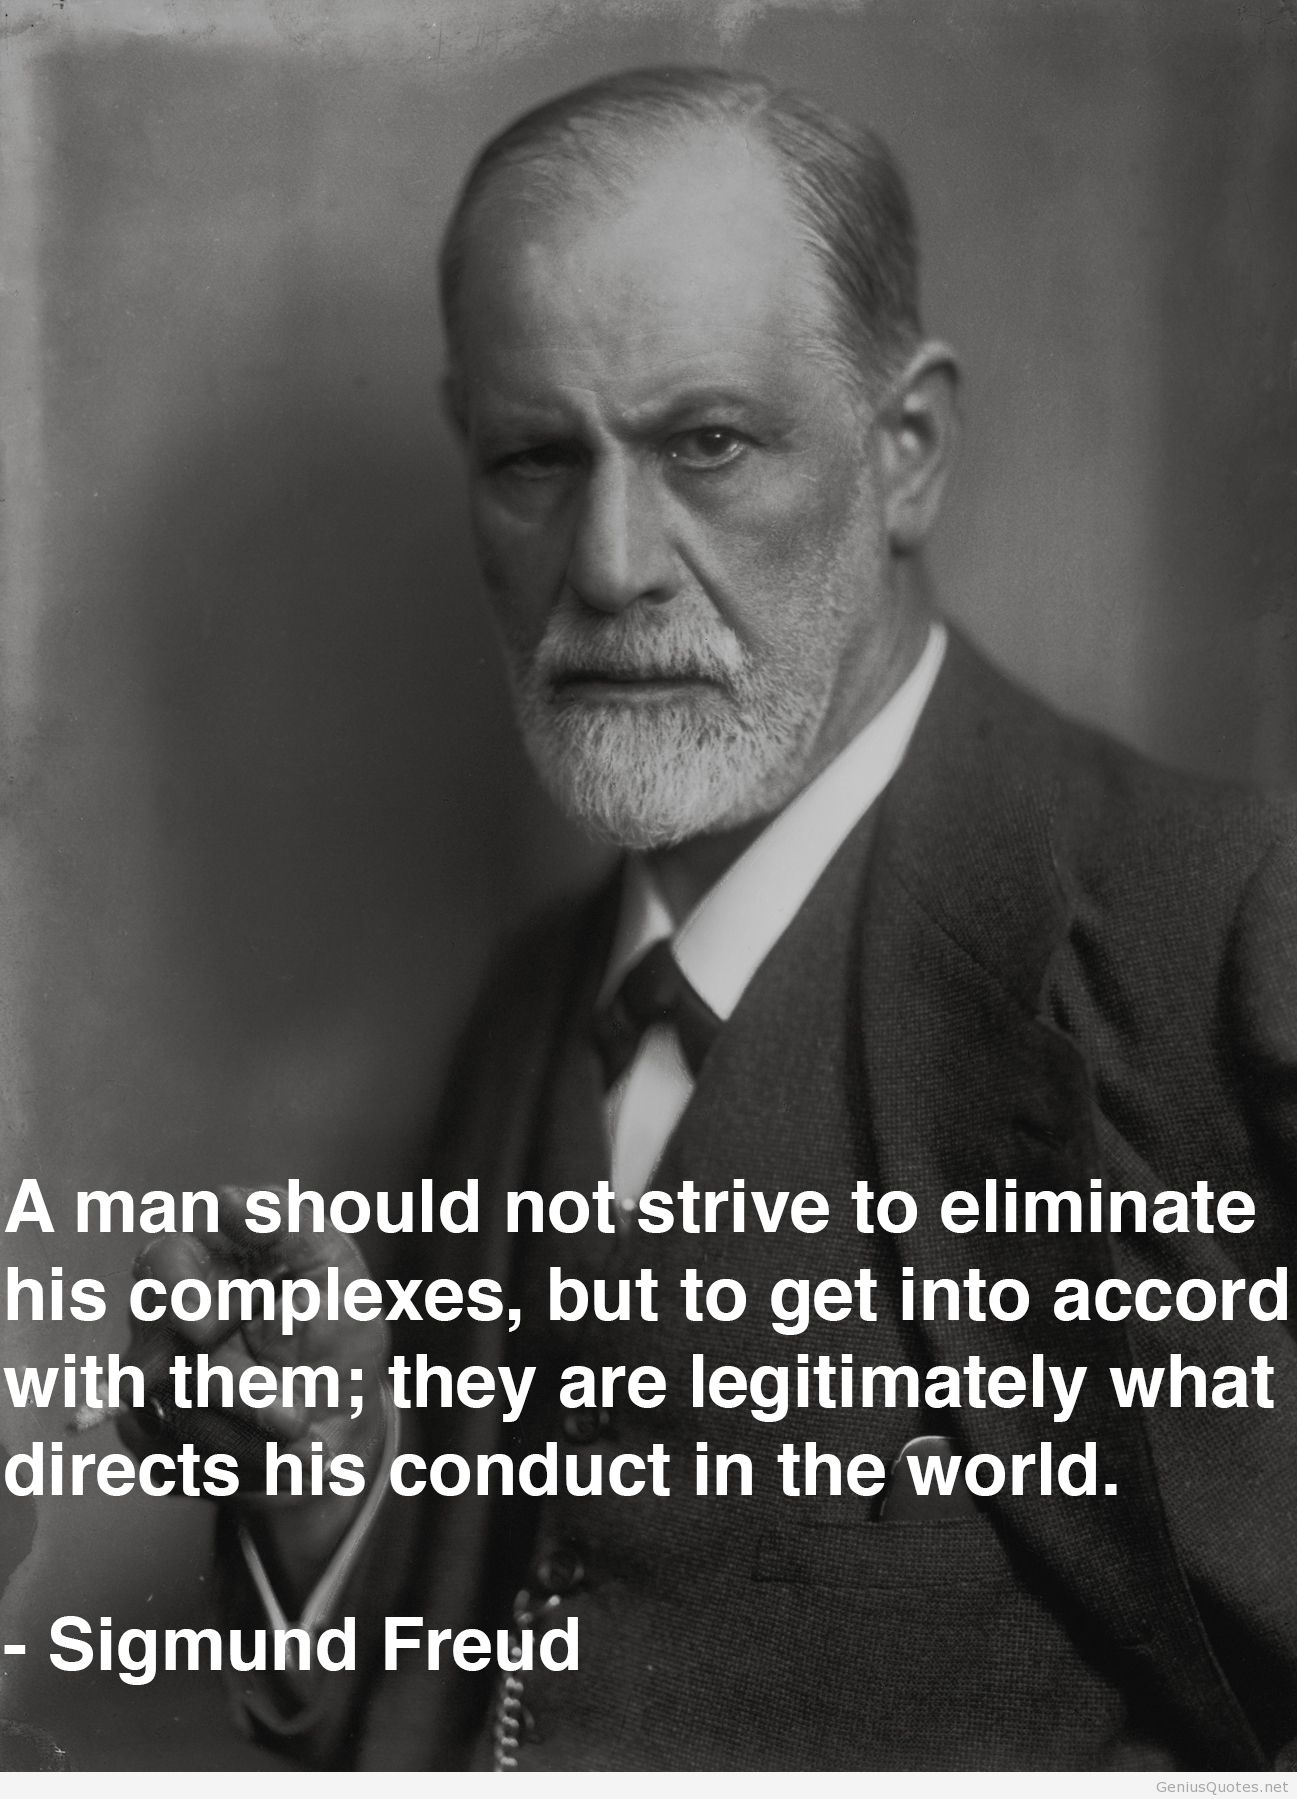 A man should not strive to eliminate
his complexes, but to get into accord
with them; they are legitimately what
directs his conduct in the world.
- Sigmund Freud
GeniusQuotes.net